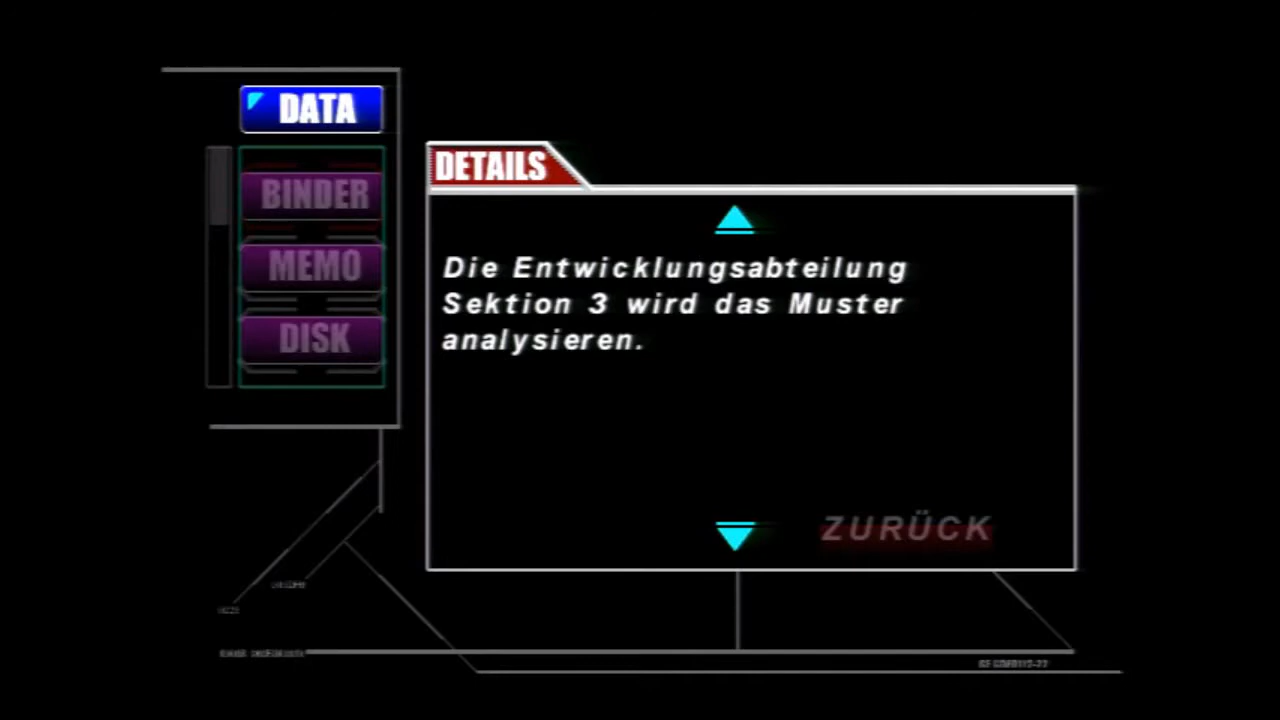 DATA
BINDER
MEMO
DISK
DETAILS
Die Entwicklungsabteilung
Sektion 3 wird das Muster
analysieren.
ZURÜCK